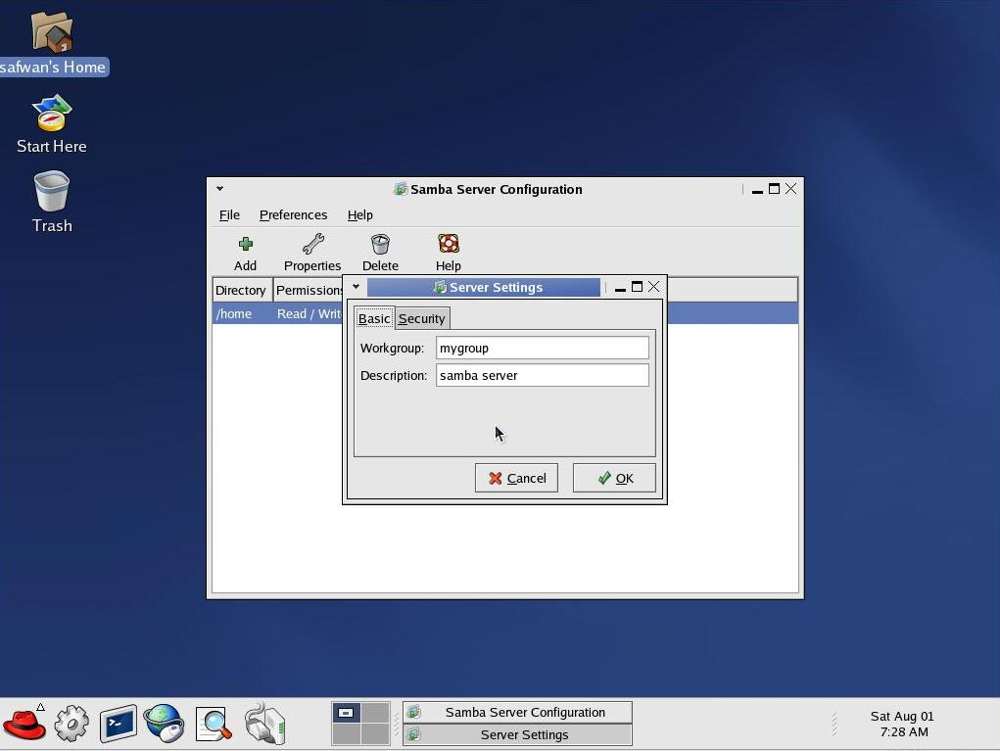 safwan's Home
Start Here
Trash
Samba Server Configuration
File Preferences Help
Add Properties Delete Help
Directory Permissions
/home Read / Writ
Server Settings
Basic Security
Workgroup: mygroup
Description: samba server
Cancel OK
Samba Server Configuration
Server Settings
Sat Aug 01
7:28 AM